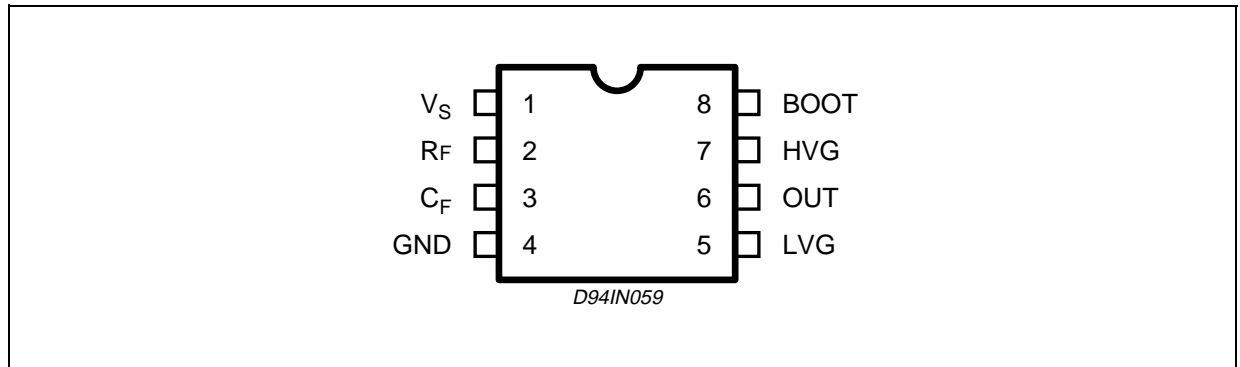 V_S 1 8 BOOT
RF 2 7 HVG
C_F 3 6 OUT
GND 4 5 LVG
D94IN059